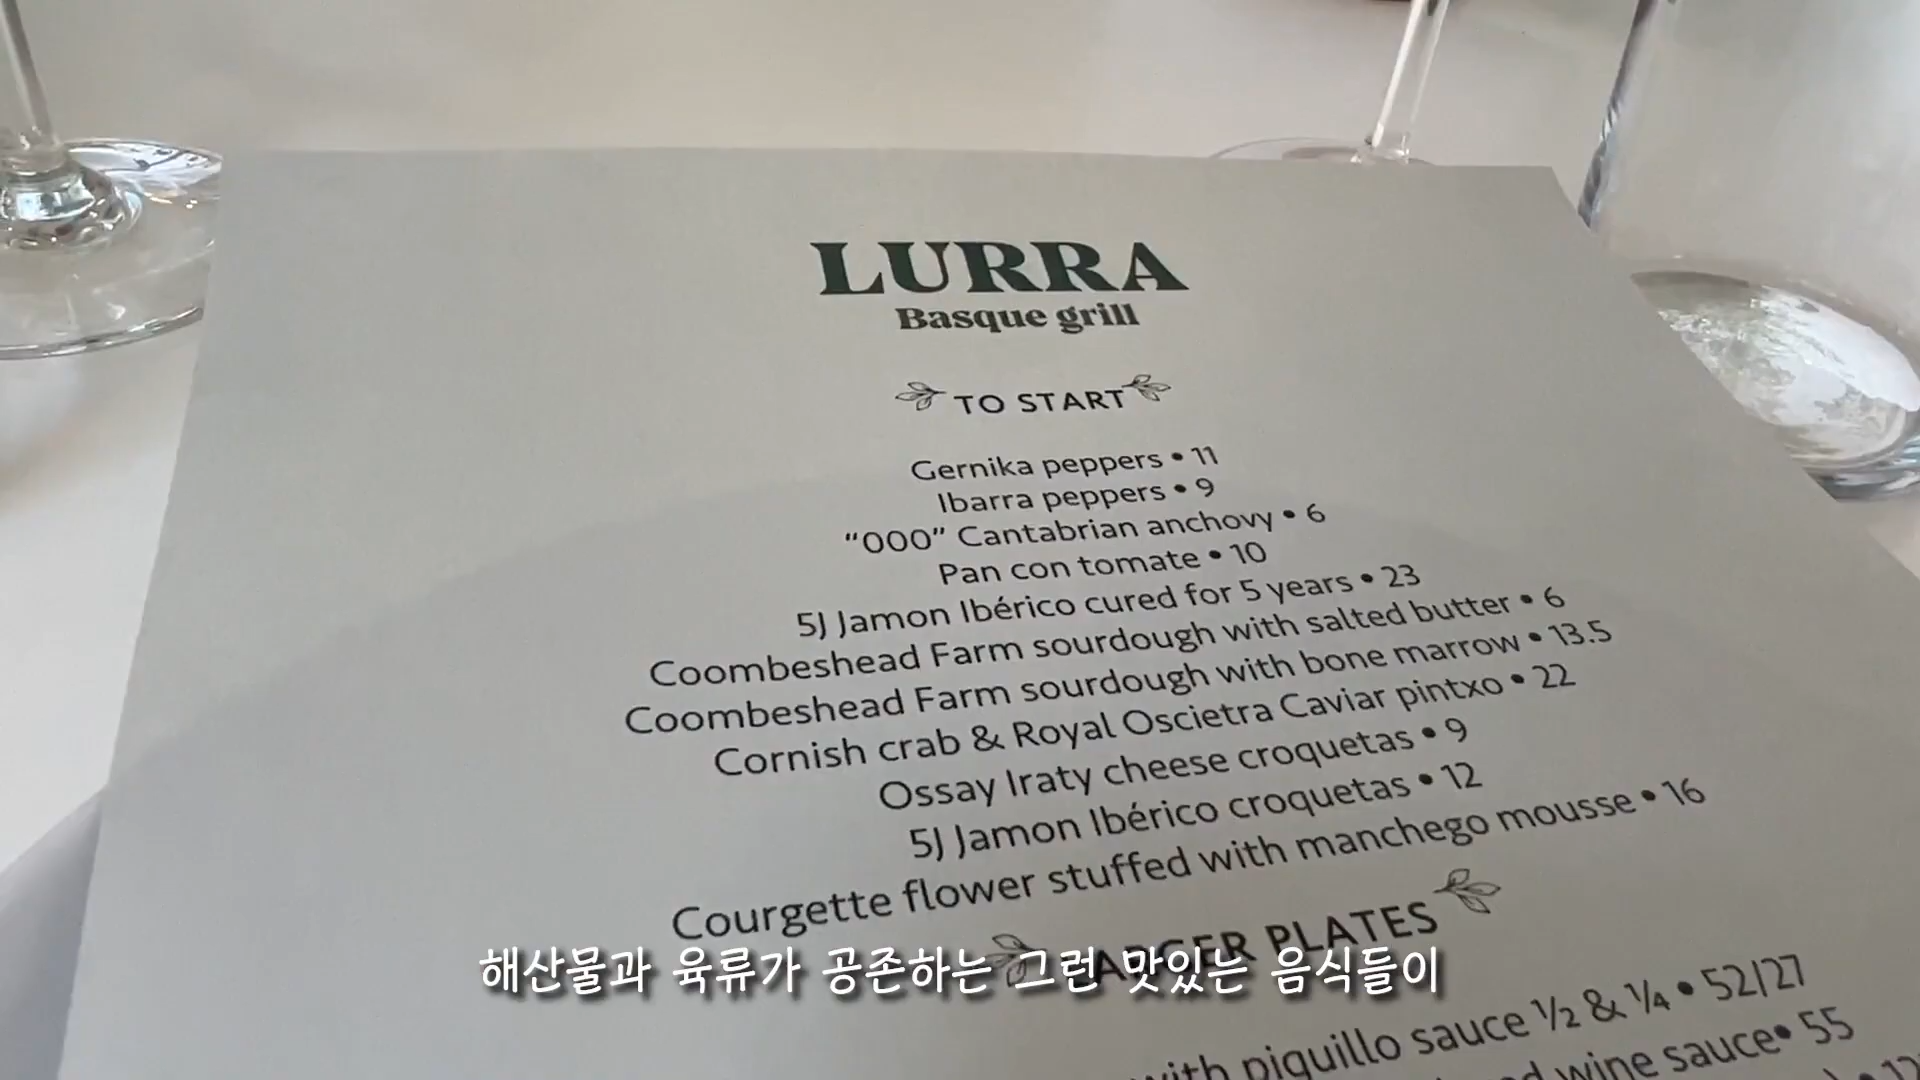 LURRA
Basque grill
TO START
Gernika peppers • 11
Ibarra peppers • 9
“000” Cantabrian anchovy • 6
Pan con tomate • 10
5J Jamon Ibérico cured for 5 years • 23
Coombeshead Farm sourdough with salted butter • 6
Coombeshead Farm sourdough with bone marrow • 13.5
Cornish crab & Royal Oscietra Caviar pintxo • 22
Ossay Iraty cheese croquetas • 9
5J Jamon Ibérico croquetas • 12
Courgette flower stuffed with manchego mousse • 16
LARGER PLATES
해산물과 육류가 공존하는 그런 맛있는 음식들이
with piquillo sauce ½ & ¼ • 52/27
wine sauce • 55